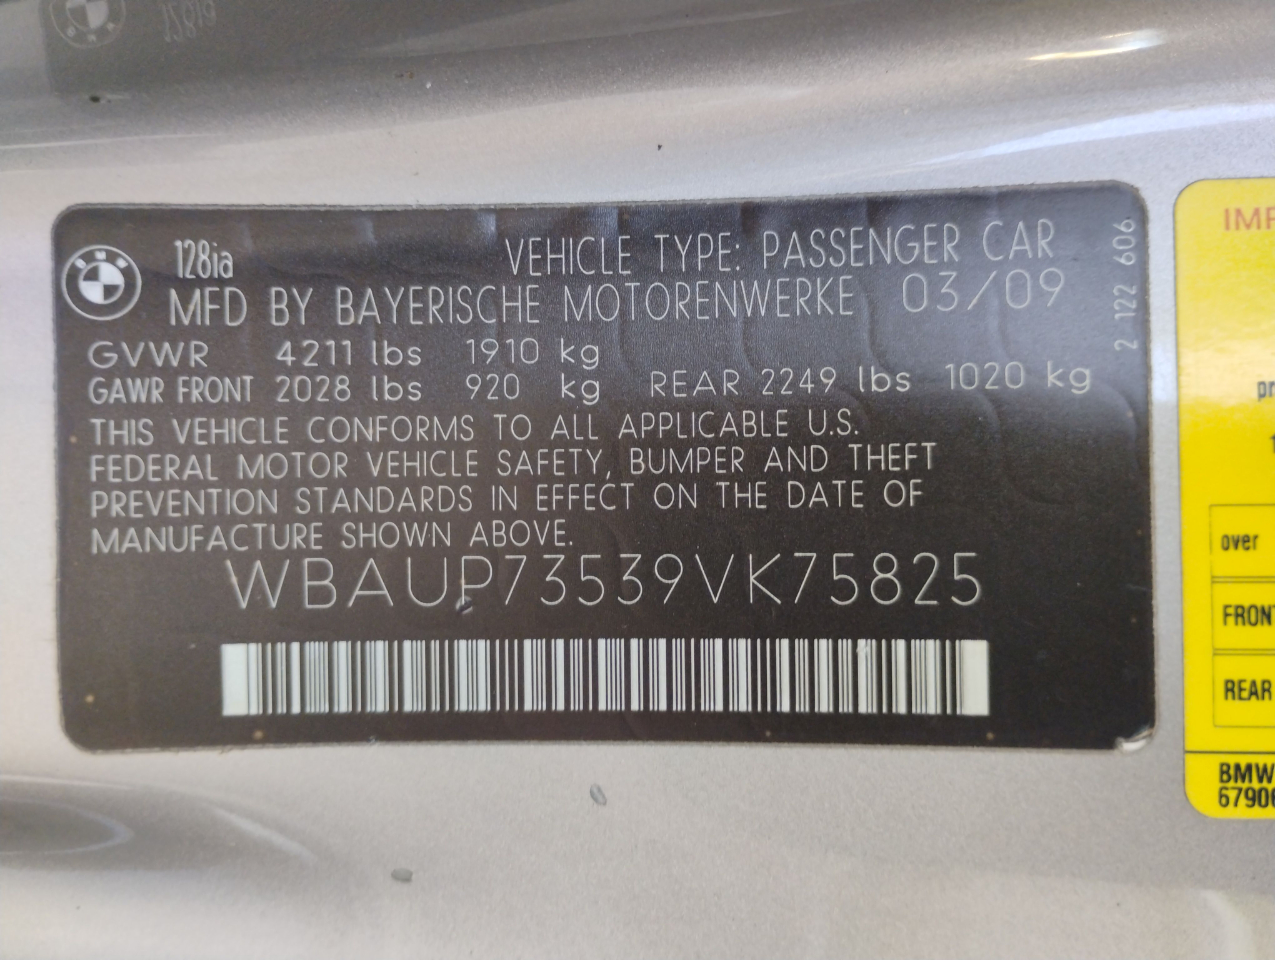 128ia VEHICLE TYPE: PASSENGER CAR
MFD BY BAYERISCHE MOTORENWERKE 03/09
GVWR 4211 lbs 1910 kg
GAWR FRONT 2028 lbs 920 kg REAR 2249 lbs 1020 kg
THIS VEHICLE CONFORMS TO ALL APPLICABLE U.S.
FEDERAL MOTOR VEHICLE SAFETY, BUMPER AND THEFT
PREVENTION STANDARDS IN EFFECT ON THE DATE OF
MANUFACTURE SHOWN ABOVE.
WBAUP73539VK75825
2 122 606
over
FRONT
REAR
BMW